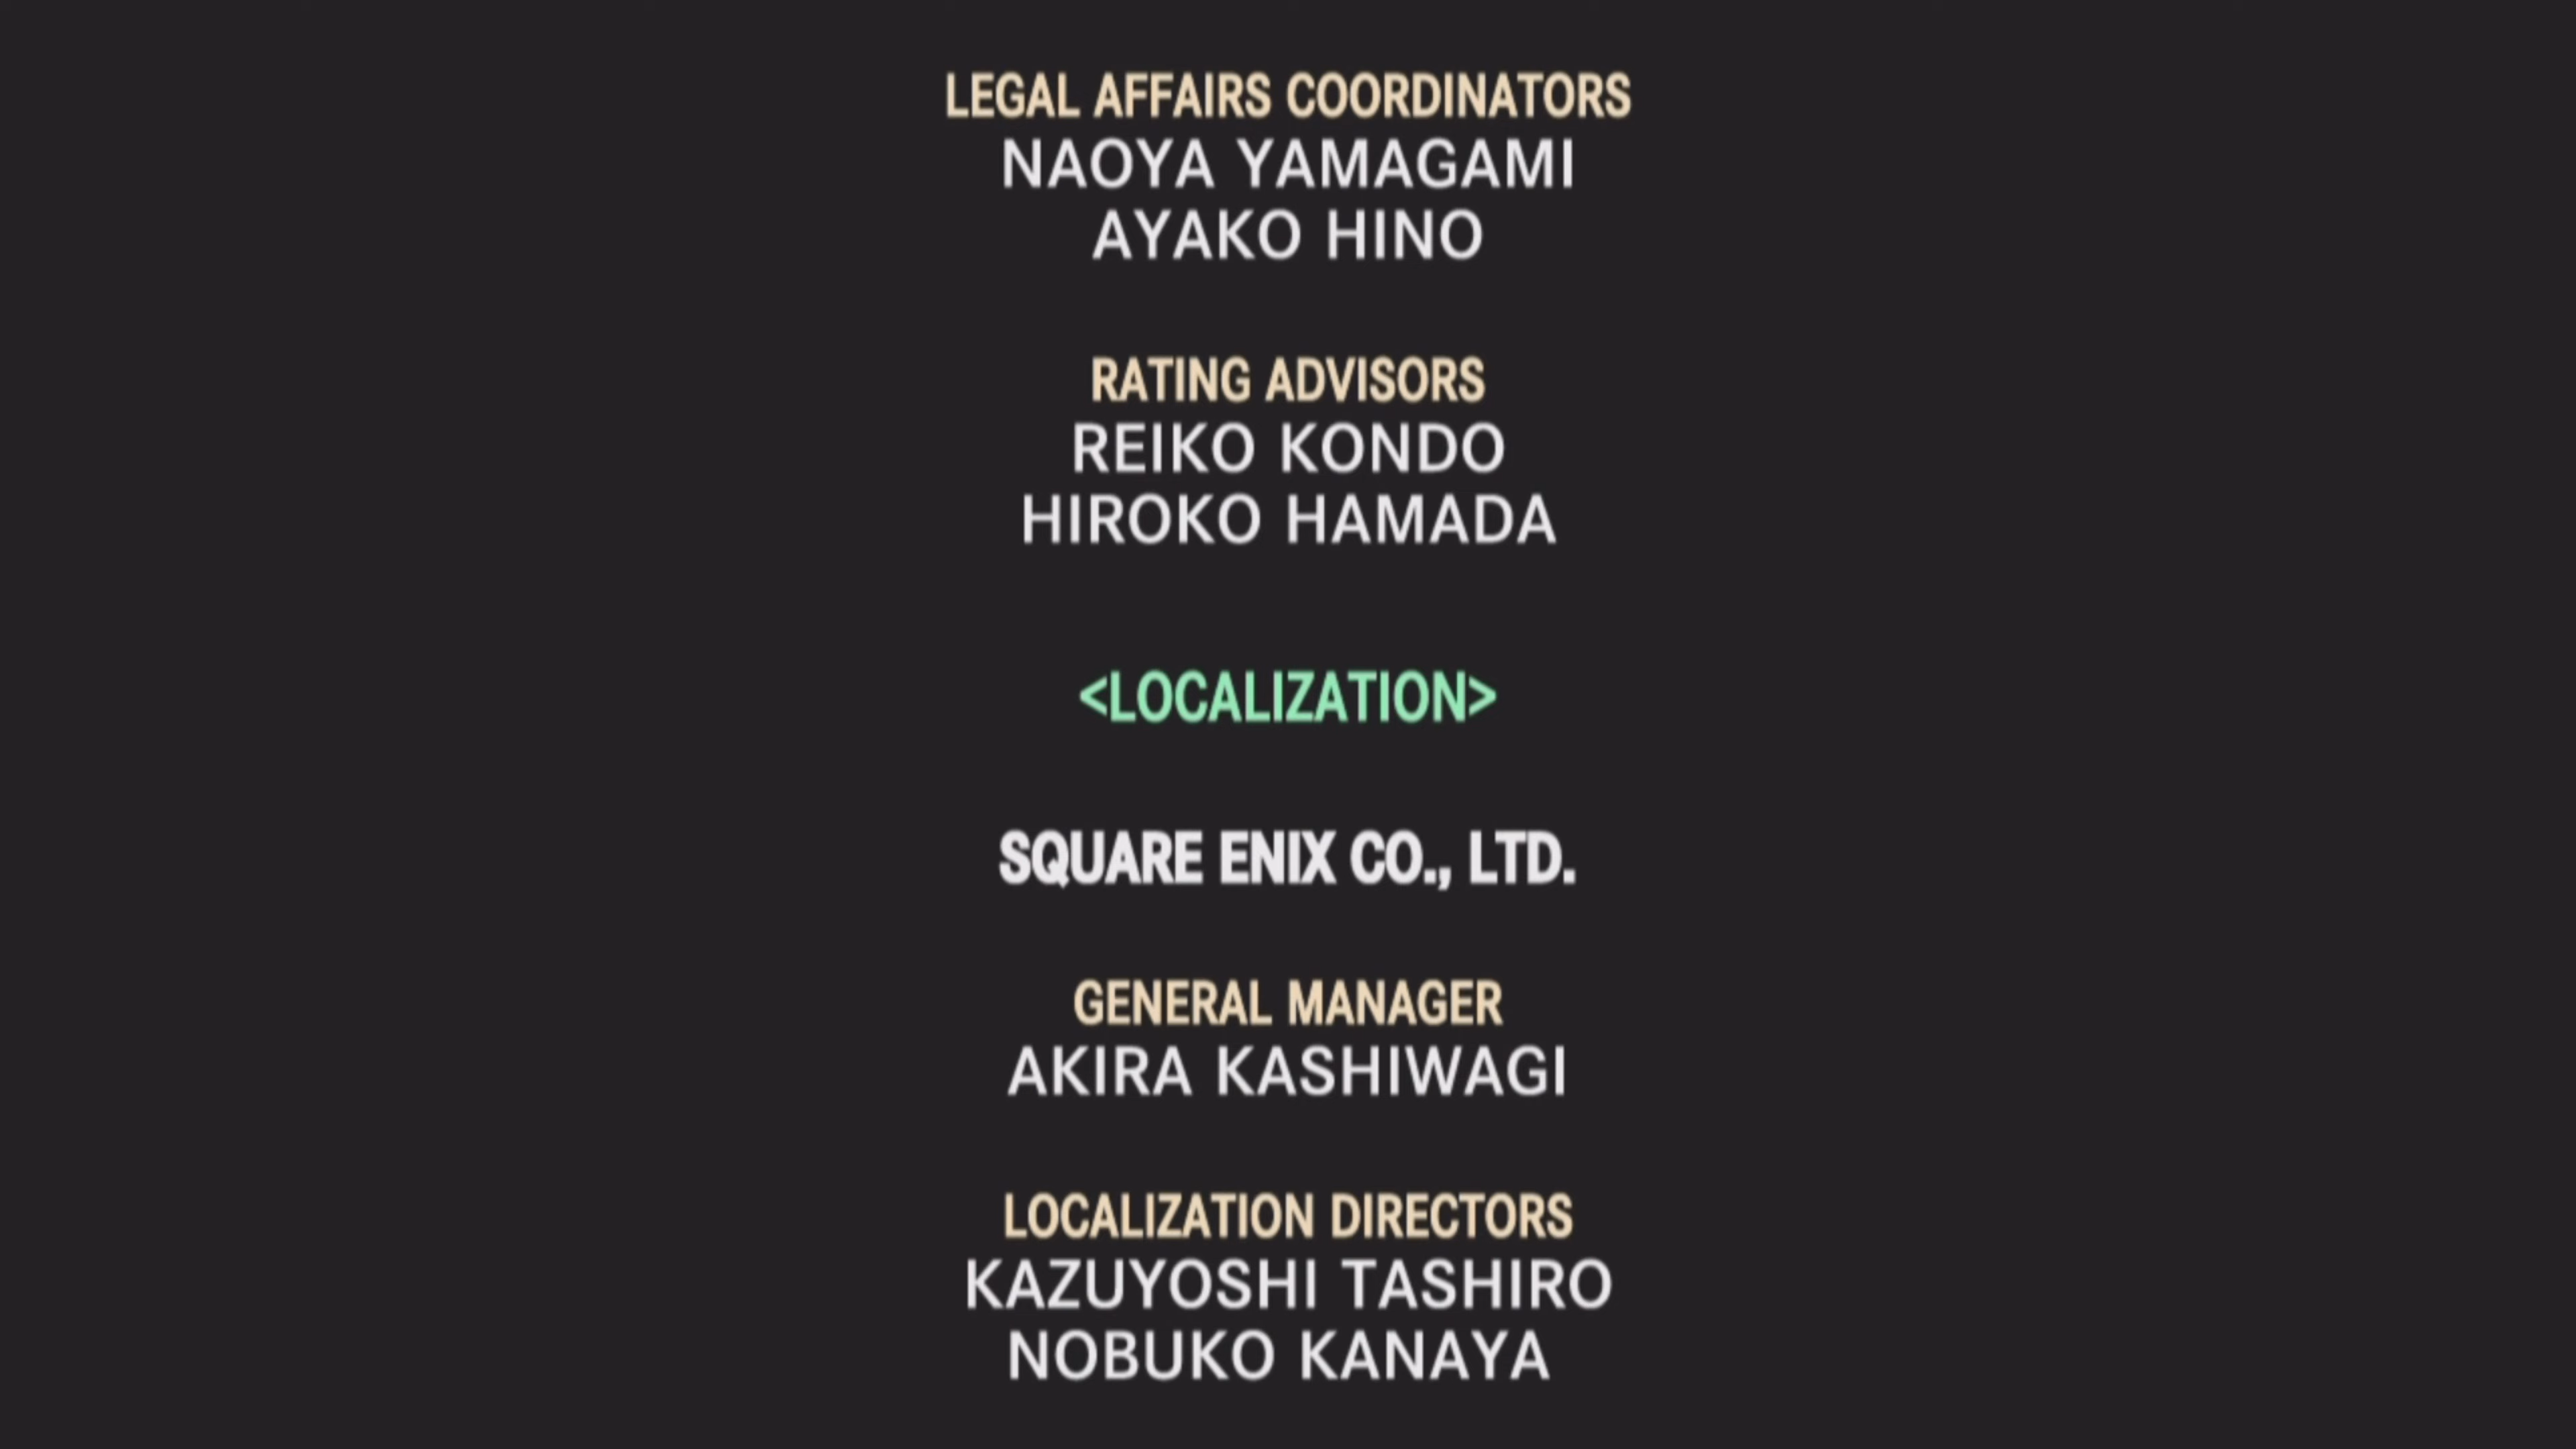 LEGAL AFFAIRS COORDINATORS
NAOYA YAMAGAMI
AYAKO HINO
RATING ADVISORS
REIKO KONDO
HIROKO HAMADA
<LOCALIZATION>
SQUARE ENIX CO., LTD.
GENERAL MANAGER
AKIRA KASHIWAGI
LOCALIZATION DIRECTORS
KAZUYOSHI TASHIRO
NOBUKO KANAYA